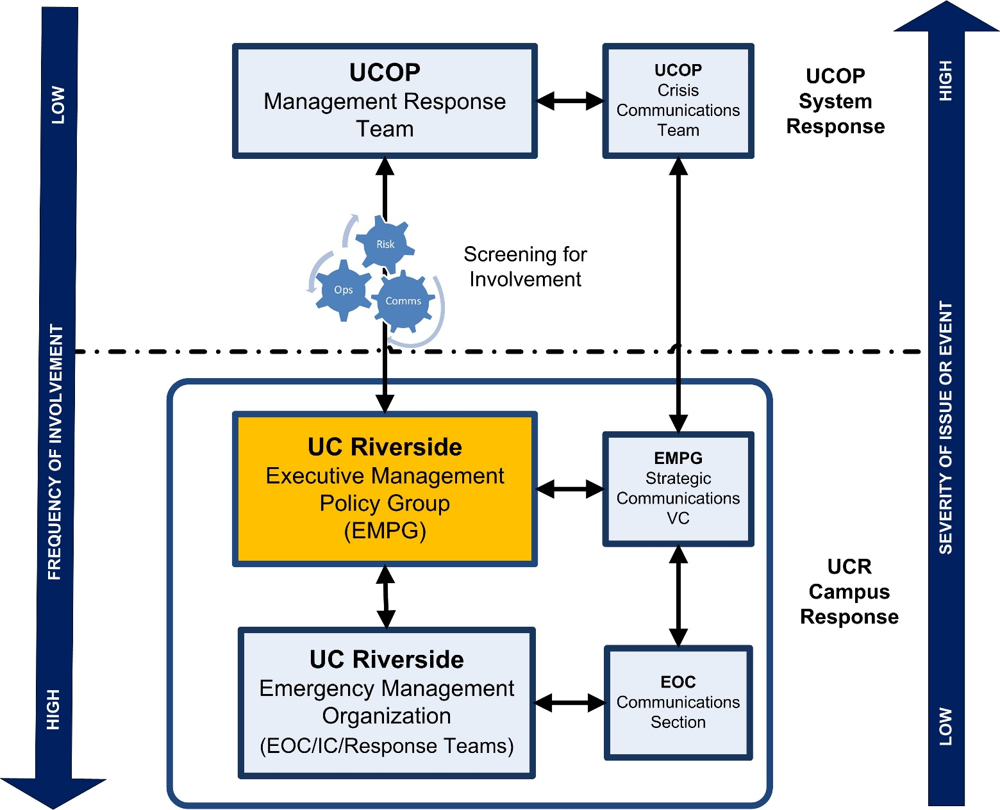 LOW
FREQUENCY OF INVOLVEMENT
HIGH
UCOP
Management Response
Team
UCOP
Crisis
Communications
Team
UCOP
System
Response
HIGH
SEVERITY OF ISSUE OR EVENT
LOW
Risk
Ops
Comms
Screening for
Involvement
UC Riverside
Executive Management
Policy Group
(EMPG)
EMPG
Strategic
Communications
VC
UCR
Campus
Response
UC Riverside
Emergency Management
Organization
(EOC/IC/Response Teams)
EOC
Communications
Section